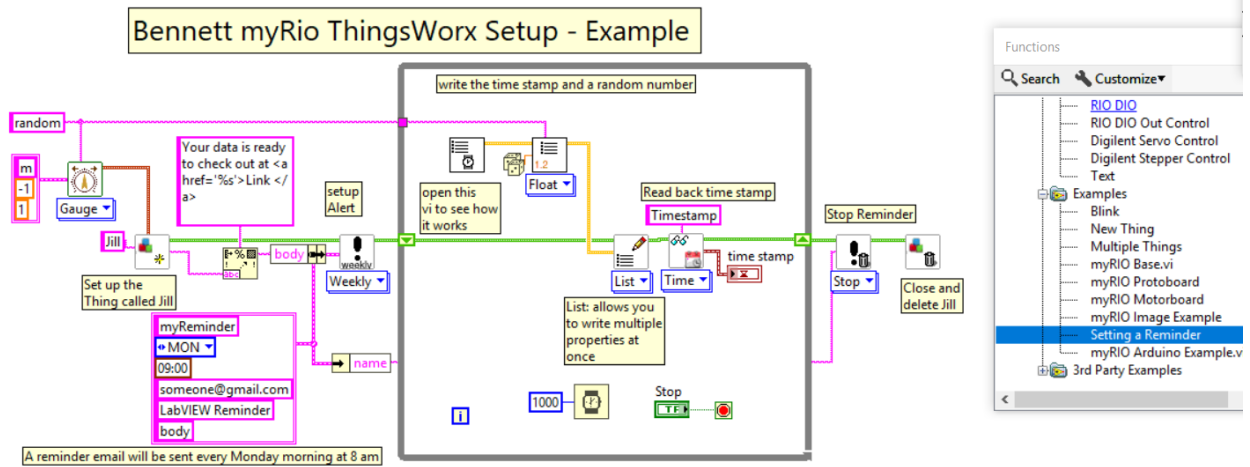 Bennett myRio ThingsWorx Setup - Example
write the time stamp and a random number
random
m
-1
1
Gauge
Your data is ready
to check out at <a
href='%s'>Link </
a>
Jill
Set up the
Thing called Jill
abc
body
setup
Alert
weekly
Weekly
myReminder
MON
09:00
someone@gmail.com
LabVIEW Reminder
body
name
A reminder email will be sent every Monday morning at 8 am
open this
vi to see how
it works
1.2
Float
Read back time stamp
Timestamp
List
Time
time stamp
List: allows you
to write multiple
properties at
once
i
1000
Stop
TF
Stop Reminder
Stop
Close and
delete Jill
Functions
Search
Customize
RIO DIO
RIO DIO Out Control
Digilent Servo Control
Digilent Stepper Control
Text
Examples
Blink
New Thing
Multiple Things
myRIO Base.vi
myRIO Protoboard
myRIO Motorboard
myRIO Image Example
Setting a Reminder
myRIO Arduino Example.v
3rd Party Examples